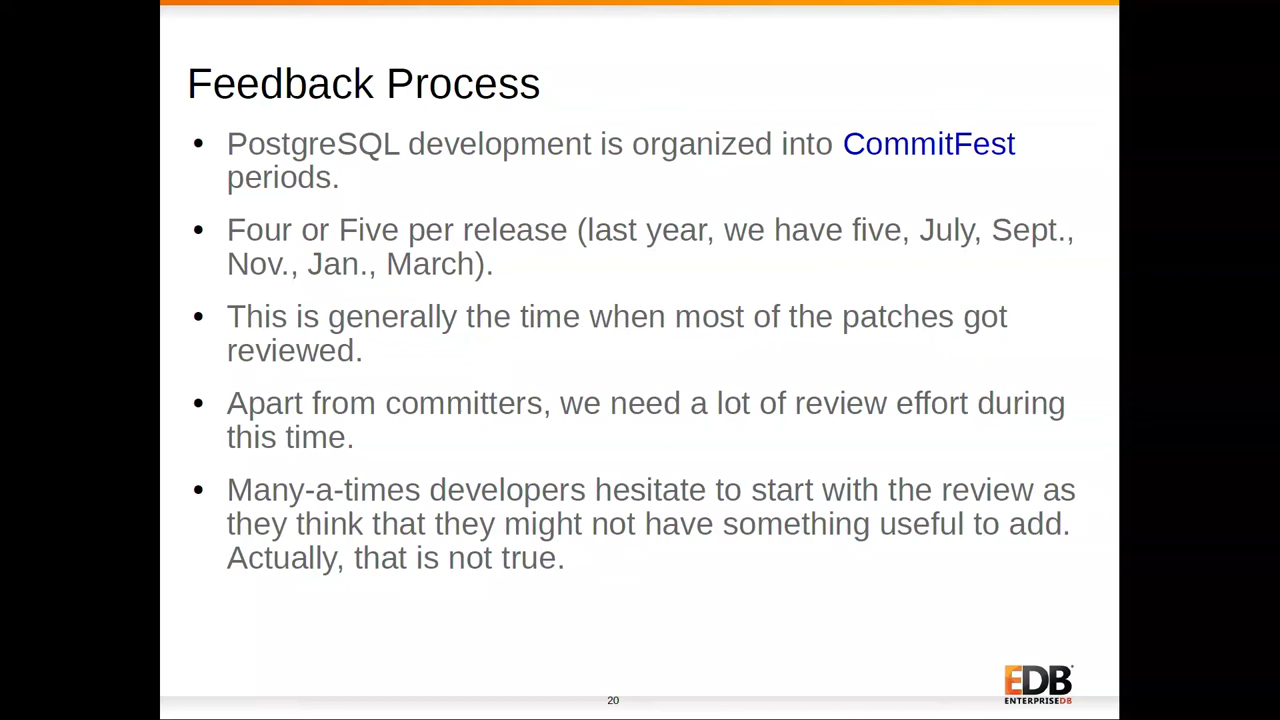 Feedback Process
• PostgreSQL development is organized into CommitFest
periods.
• Four or Five per release (last year, we have five, July, Sept.,
Nov., Jan., March).
• This is generally the time when most of the patches got
reviewed.
• Apart from committers, we need a lot of review effort during
this time.
• Many-a-times developers hesitate to start with the review as
they think that they might not have something useful to add.
Actually, that is not true.
20
EDB
ENTERPRISEDB